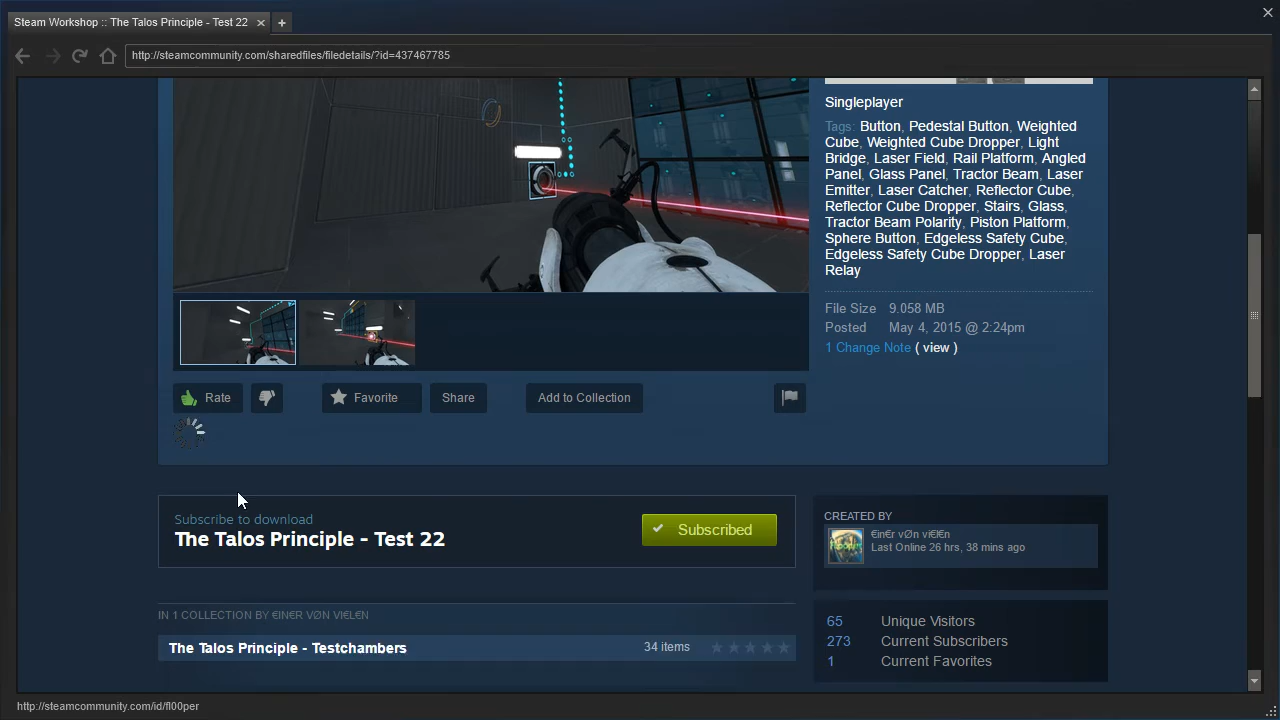 Steam Workshop :: The Talos Principle - Test 22
http://steamcommunity.com/sharedfiles/filedetails/?id=437467785
Singleplayer
Tags: Button, Pedestal Button, Weighted
Cube, Weighted Cube Dropper, Light
Bridge, Laser Field, Rail Platform, Angled
Panel, Glass Panel, Tractor Beam, Laser
Emitter, Laser Catcher, Reflector Cube,
Reflector Cube Dropper, Stairs, Glass,
Tractor Beam Polarity, Piston Platform,
Sphere Button, Edgeless Safety Cube,
Edgeless Safety Cube Dropper, Laser
Relay
File Size 9.058 MB
Posted May 4, 2015 @ 2:24pm
1 Change Note ( view )
Rate
Favorite
Share
Add to Collection
Subscribe to download
The Talos Principle - Test 22
Subscribed
CREATED BY
€in€r vØn vi€l€n
Last Online 26 hrs, 38 mins ago
IN 1 COLLECTION BY €IN€R VØN VI€L€N
The Talos Principle - Testchambers
34 items
65 Unique Visitors
273 Current Subscribers
1 Current Favorites
http://steamcommunity.com/id/fl00per